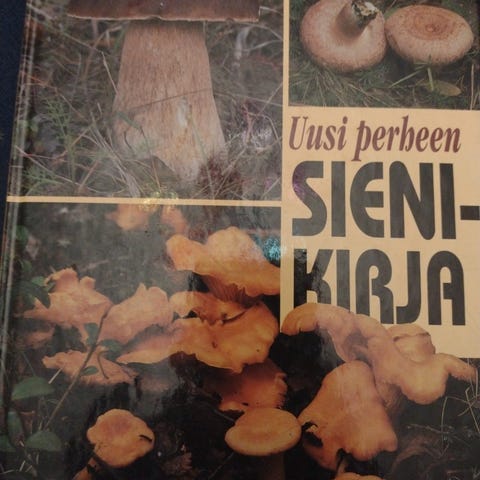 Uusi perheen
SIENI-
KIRJA